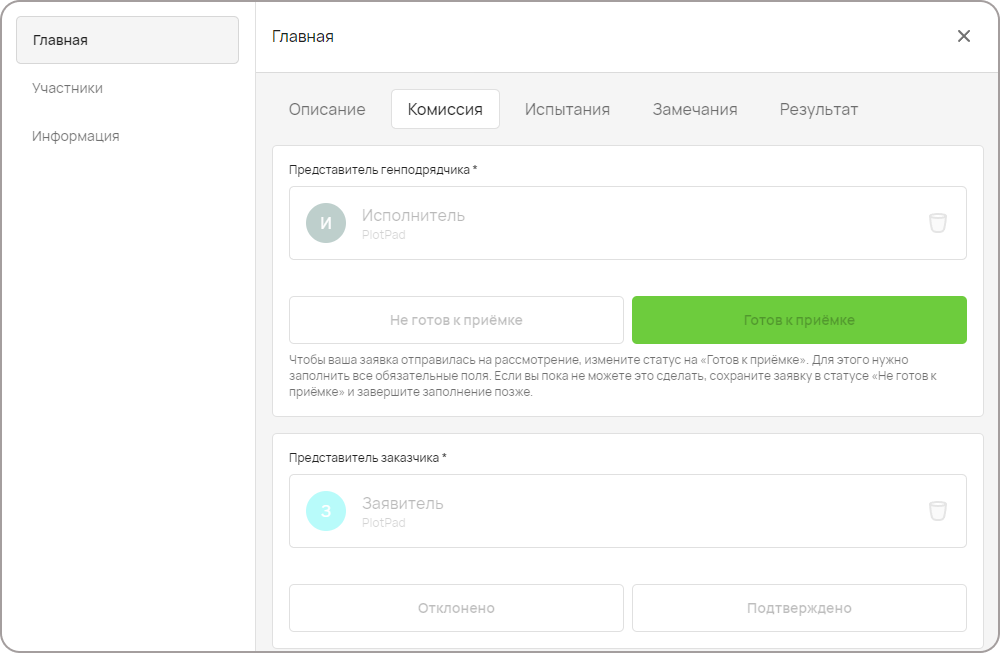 Главная
Участники
Информация
Главная
Описание Комиссия Испытания Замечания Результат
Представитель генподрядчика *
И
Исполнитель
PlotPad
Не готов к приёмке
Готов к приёмке
Чтобы ваша заявка отправилась на рассмотрение, измените статус на «Готов к приёмке». Для этого нужно
заполнить все обязательные поля. Если вы пока не можете это сделать, сохраните заявку в статусе «Не готов к
приёмке» и завершите заполнение позже.
Представитель заказчика *
З
Заявитель
PlotPad
Отклонено
Подтверждено